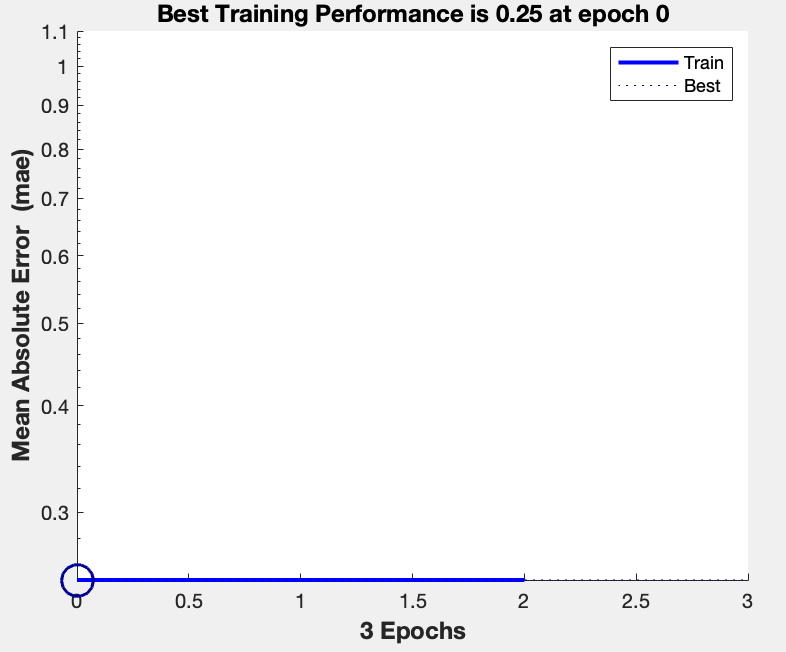 Best Training Performance is 0.25 at epoch 0
Train
Best
Mean Absolute Error (mae)
1.1
1
0.9
0.8
0.7
0.6
0.5
0.4
0.3
0 0.5 1 1.5 2 2.5 3
3 Epochs